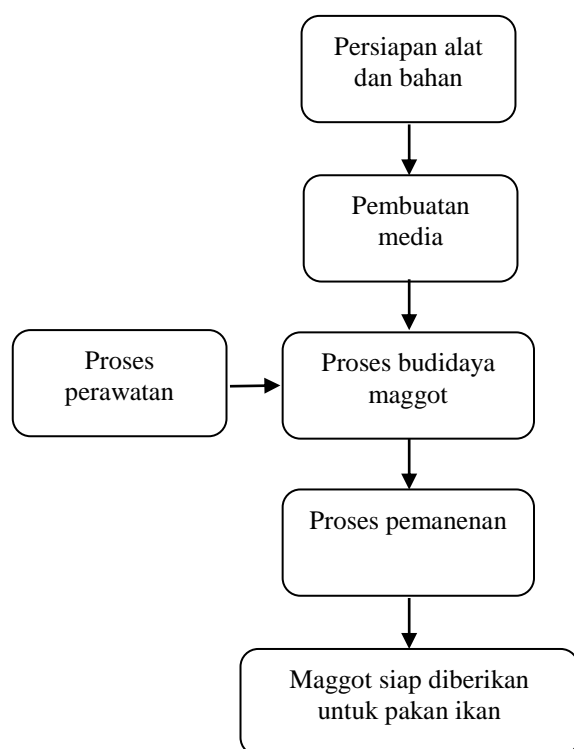 Persiapan alat
dan bahan
Pembuatan
media
Proses
perawatan
Proses budidaya
maggot
Proses pemanenan
Maggot siap diberikan
untuk pakan ikan